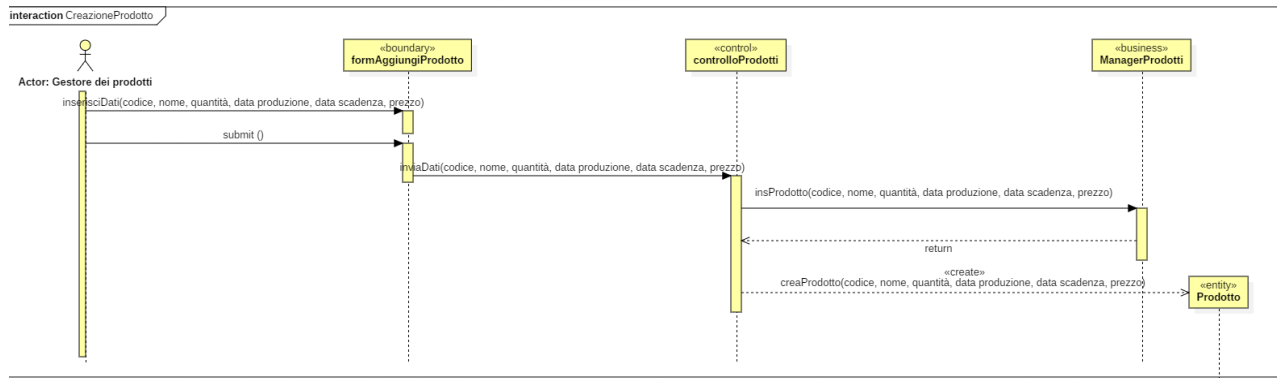 interaction CreazioneProdotto
Actor: Gestore dei prodotti
«boundary»
formAggiungiProdotto
«control»
controlloProdotti
«business»
ManagerProdotti
inserisciDati(codice, nome, quantità, data produzione, data scadenza, prezzo)
submit ()
inviaDati(codice, nome, quantità, data produzione, data scadenza, prezzo)
insProdotto(codice, nome, quantità, data produzione, data scadenza, prezzo)
return
«create»
creaProdotto(codice, nome, quantità, data produzione, data scadenza, prezzo)
«entity»
Prodotto